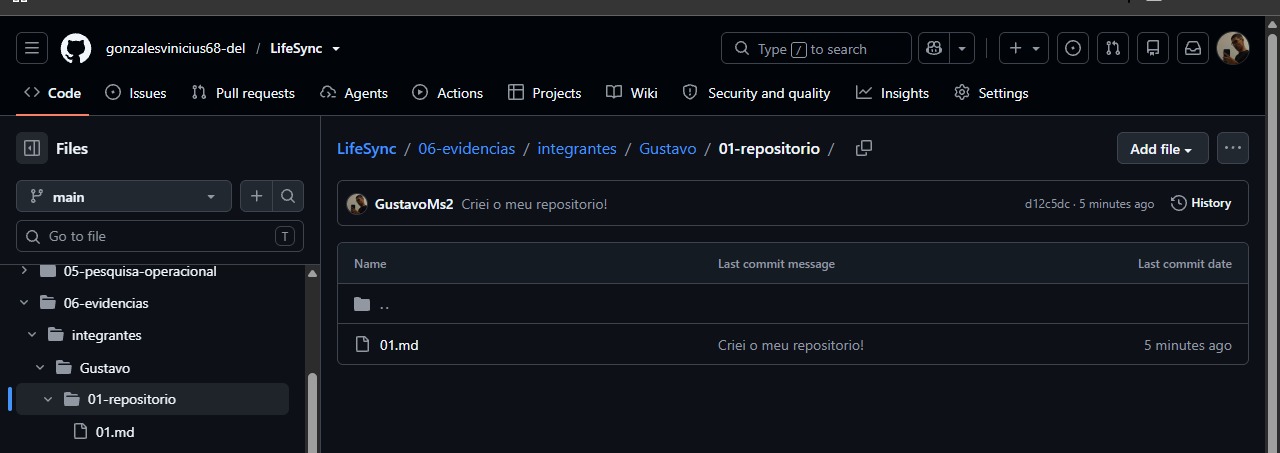 gonzalesvinicius68-del / LifeSync
Type / to search
Code Issues Pull requests Agents Actions Projects Wiki Security and quality Insights Settings
Files
main
Go to file T
05-pesquisa-operacional
06-evidencias
integrantes
Gustavo
01-repositorio
01.md
LifeSync / 06-evidencias / integrantes / Gustavo / 01-repositorio /
Add file
GustavoMs2 Criei o meu repositorio! d12c5dc · 5 minutes ago History
Name Last commit message Last commit date
..
01.md Criei o meu repositorio! 5 minutes ago